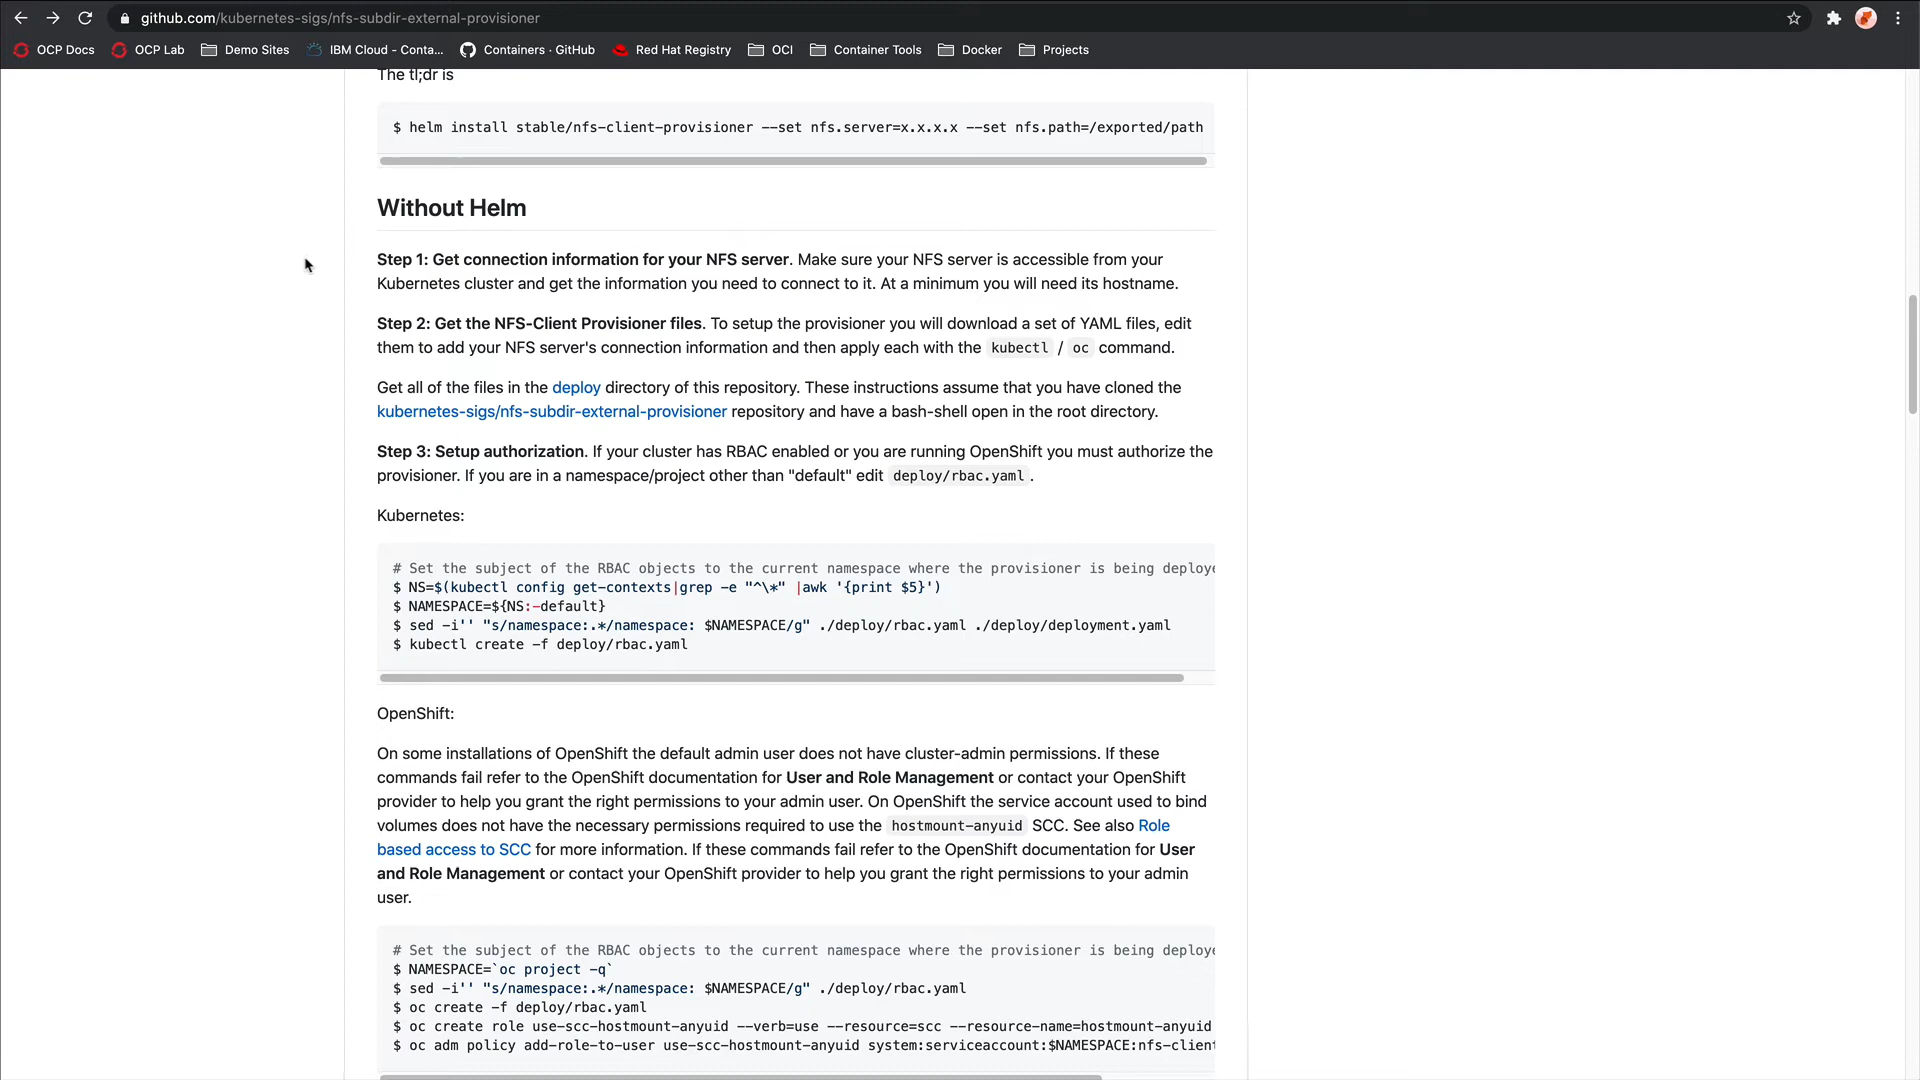 github.com/kubernetes-sigs/nfs-subdir-external-provisioner
OCP Docs OCP Lab Demo Sites IBM Cloud - Conta... Containers · GitHub Red Hat Registry OCI Container Tools Docker Projects
The tl;dr is
$ helm install stable/nfs-client-provisioner --set nfs.server=x.x.x.x --set nfs.path=/exported/path
Without Helm
Step 1: Get connection information for your NFS server. Make sure your NFS server is accessible from your
Kubernetes cluster and get the information you need to connect to it. At a minimum you will need its hostname.
Step 2: Get the NFS-Client Provisioner files. To setup the provisioner you will download a set of YAML files, edit
them to add your NFS server's connection information and then apply each with the kubectl / oc command.
Get all of the files in the deploy directory of this repository. These instructions assume that you have cloned the
kubernetes-sigs/nfs-subdir-external-provisioner repository and have a bash-shell open in the root directory.
Step 3: Setup authorization. If your cluster has RBAC enabled or you are running OpenShift you must authorize the
provisioner. If you are in a namespace/project other than "default" edit deploy/rbac.yaml.
Kubernetes:
# Set the subject of the RBAC objects to the current namespace where the provisioner is being deploye
$ NS=$(kubectl config get-contexts|grep -e "^\*" |awk '{print $5}')
$ NAMESPACE=${NS:-default}
$ sed -i'' "s/namespace:.*/namespace: $NAMESPACE/g" ./deploy/rbac.yaml ./deploy/deployment.yaml
$ kubectl create -f deploy/rbac.yaml
OpenShift:
On some installations of OpenShift the default admin user does not have cluster-admin permissions. If these
commands fail refer to the OpenShift documentation for User and Role Management or contact your OpenShift
provider to help you grant the right permissions to your admin user. On OpenShift the service account used to bind
volumes does not have the necessary permissions required to use the hostmount-anyuid SCC. See also Role
based access to SCC for more information. If these commands fail refer to the OpenShift documentation for User
and Role Management or contact your OpenShift provider to help you grant the right permissions to your admin
user.
# Set the subject of the RBAC objects to the current namespace where the provisioner is being deploye
$ NAMESPACE=`oc project -q`
$ sed -i'' "s/namespace:.*/namespace: $NAMESPACE/g" ./deploy/rbac.yaml
$ oc create -f deploy/rbac.yaml
$ oc create role use-scc-hostmount-anyuid --verb=use --resource=scc --resource-name=hostmount-anyuid
$ oc adm policy add-role-to-user use-scc-hostmount-anyuid system:serviceaccount:$NAMESPACE:nfs-client